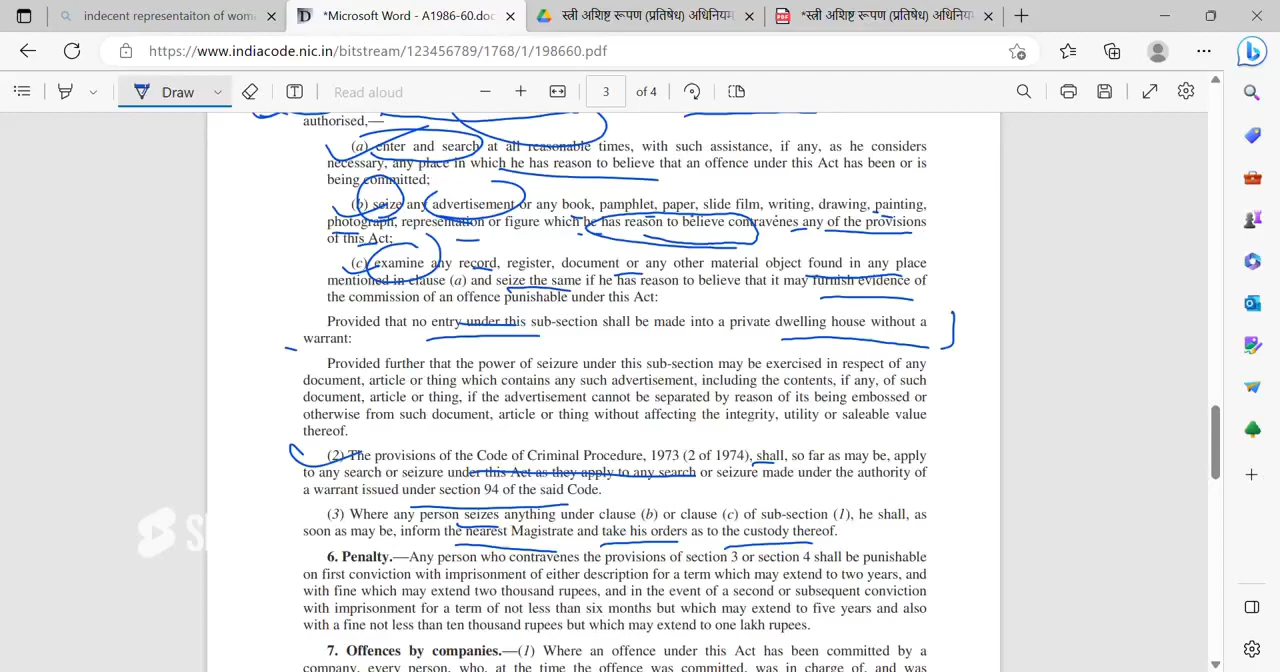 indecent representaiton of wom
*Microsoft Word - A1986-60.doc
स्त्री अशिष्ट रूपण (प्रतिषेध) अधिनियम
*स्त्री अशिष्ट रूपण (प्रतिषेध) अधिनि
https://www.indiacode.nic.in/bitstream/123456789/1768/1/198660.pdf
Draw
Read aloud
3 of 4
authorised,—
(a) enter and search at all reasonable times, with such assistance, if any, as he considers
necessary, any place in which he has reason to believe that an offence under this Act has been or is
being committed;
(b) seize any advertisement or any book, pamphlet, paper, slide film, writing, drawing, painting,
photograph, representation or figure which he has reason to believe contravenes any of the provisions
of this Act;
(c) examine any record, register, document or any other material object found in any place
mentioned in clause (a) and seize the same if he has reason to believe that it may furnish evidence of
the commission of an offence punishable under this Act:
Provided that no entry under this sub-section shall be made into a private dwelling house without a
warrant:
Provided further that the power of seizure under this sub-section may be exercised in respect of any
document, article or thing which contains any such advertisement, including the contents, if any, of such
document, article or thing, if the advertisement cannot be separated by reason of its being embossed or
otherwise from such document, article or thing without affecting the integrity, utility or saleable value
thereof.
(2) The provisions of the Code of Criminal Procedure, 1973 (2 of 1974), shall, so far as may be, apply
to any search or seizure under this Act as they apply to any search or seizure made under the authority of
a warrant issued under section 94 of the said Code.
(3) Where any person seizes anything under clause (b) or clause (c) of sub-section (1), he shall, as
soon as may be, inform the nearest Magistrate and take his orders as to the custody thereof.
6. Penalty.—Any person who contravenes the provisions of section 3 or section 4 shall be punishable
on first conviction with imprisonment of either description for a term which may extend to two years, and
with fine which may extend two thousand rupees, and in the event of a second or subsequent conviction
with imprisonment for a term of not less than six months but which may extend to five years and also
with a fine not less than ten thousand rupees but which may extend to one lakh rupees.
7. Offences by companies.—(1) Where an offence under this Act has been committed by a
company, every person, who, at the time the offence was committed, was in charge of, and was